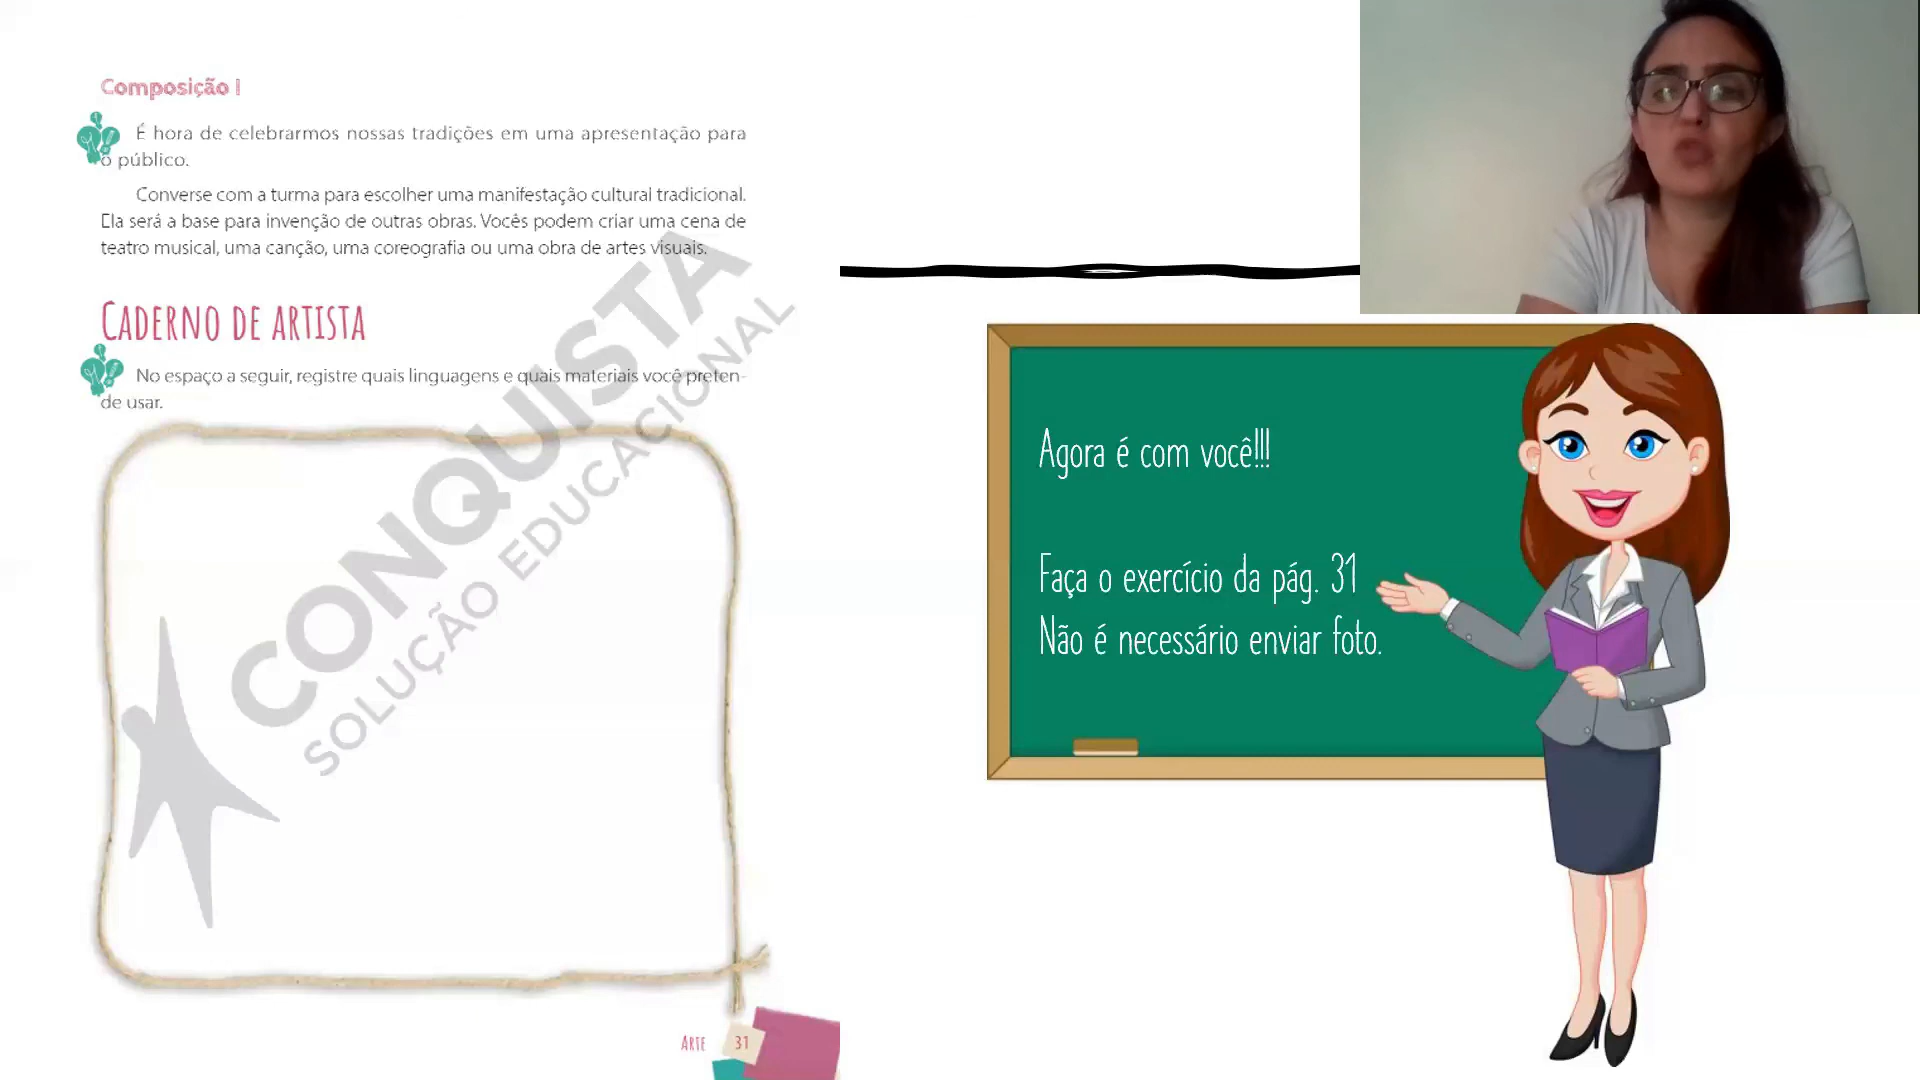 Composição I
É hora de celebrarmos nossas tradições em uma apresentação para
o público.
Converse com a turma para escolher uma manifestação cultural tradicional.
Ela será a base para invenção de outras obras. Vocês podem criar uma cena de
teatro musical, uma canção, uma coreografia ou uma obra de artes visuais.
CADERNO DE ARTISTA
No espaço a seguir, registre quais linguagens e quais materiais você preten-
de usar.
CONQUISTA
SOLUÇÃO EDUCACIONAL
ARTE 31
Agora é com você!!!
Faça o exercício da pág. 31
Não é necessário enviar foto.